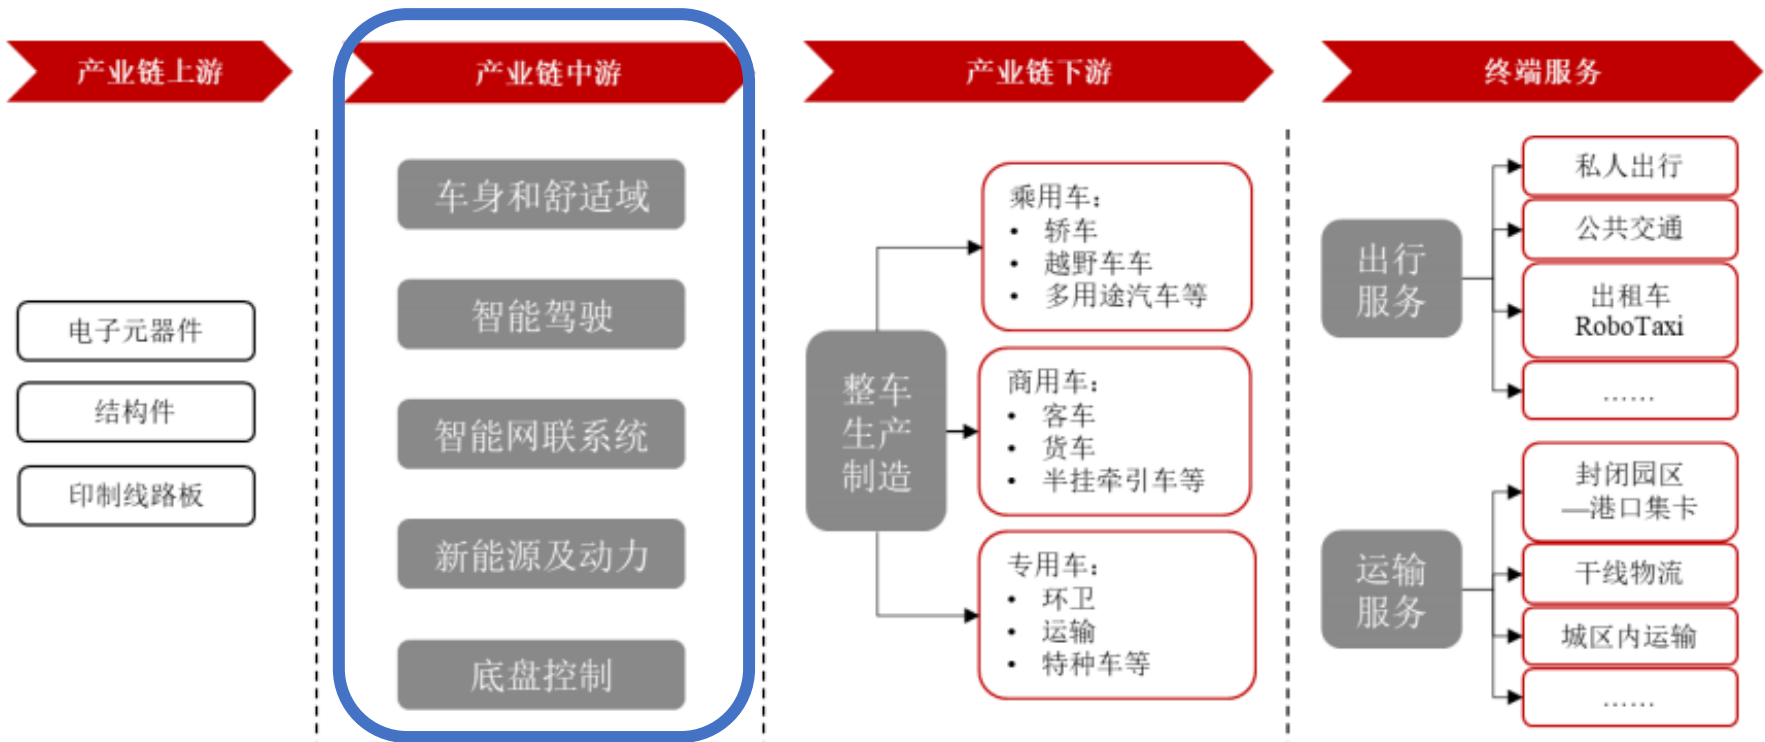 产业链上游
电子元器件
结构件
印制线路板
产业链中游
车身和舒适域
智能驾驶
智能网联系统
新能源及动力
底盘控制
产业链下游
整车
生产
制造
乘用车：
• 轿车
• 越野车车
• 多用途汽车等
商用车：
• 客车
• 货车
• 半挂牵引车等
专用车：
• 环卫
• 运输
• 特种车等
终端服务
出行
服务
私人出行
公共交通
出租车
RoboTaxi
……
运输
服务
封闭园区
—港口集卡
干线物流
城区内运输
……